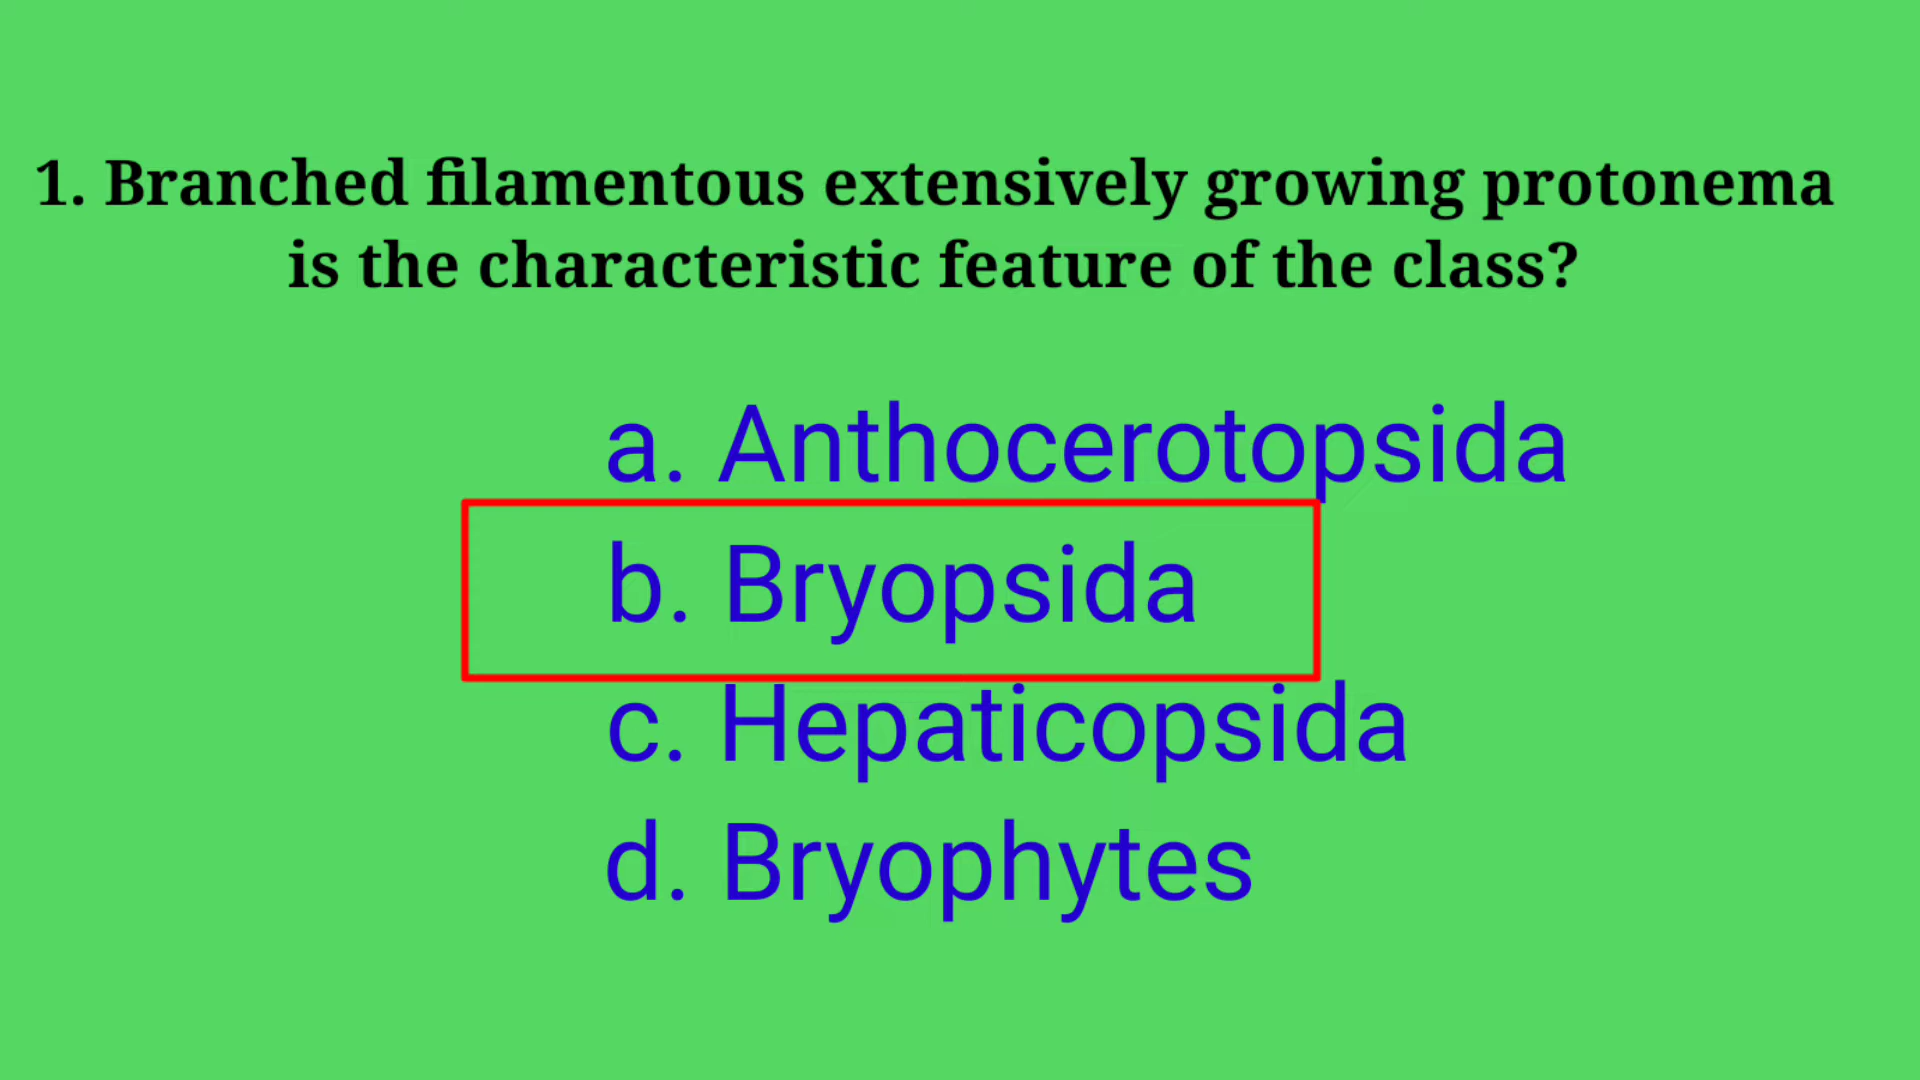 1. Branched filamentous extensively growing protonema
is the characteristic feature of the class?
a. Anthocerotopsida
b. Bryopsida
c. Hepaticopsida
d. Bryophytes